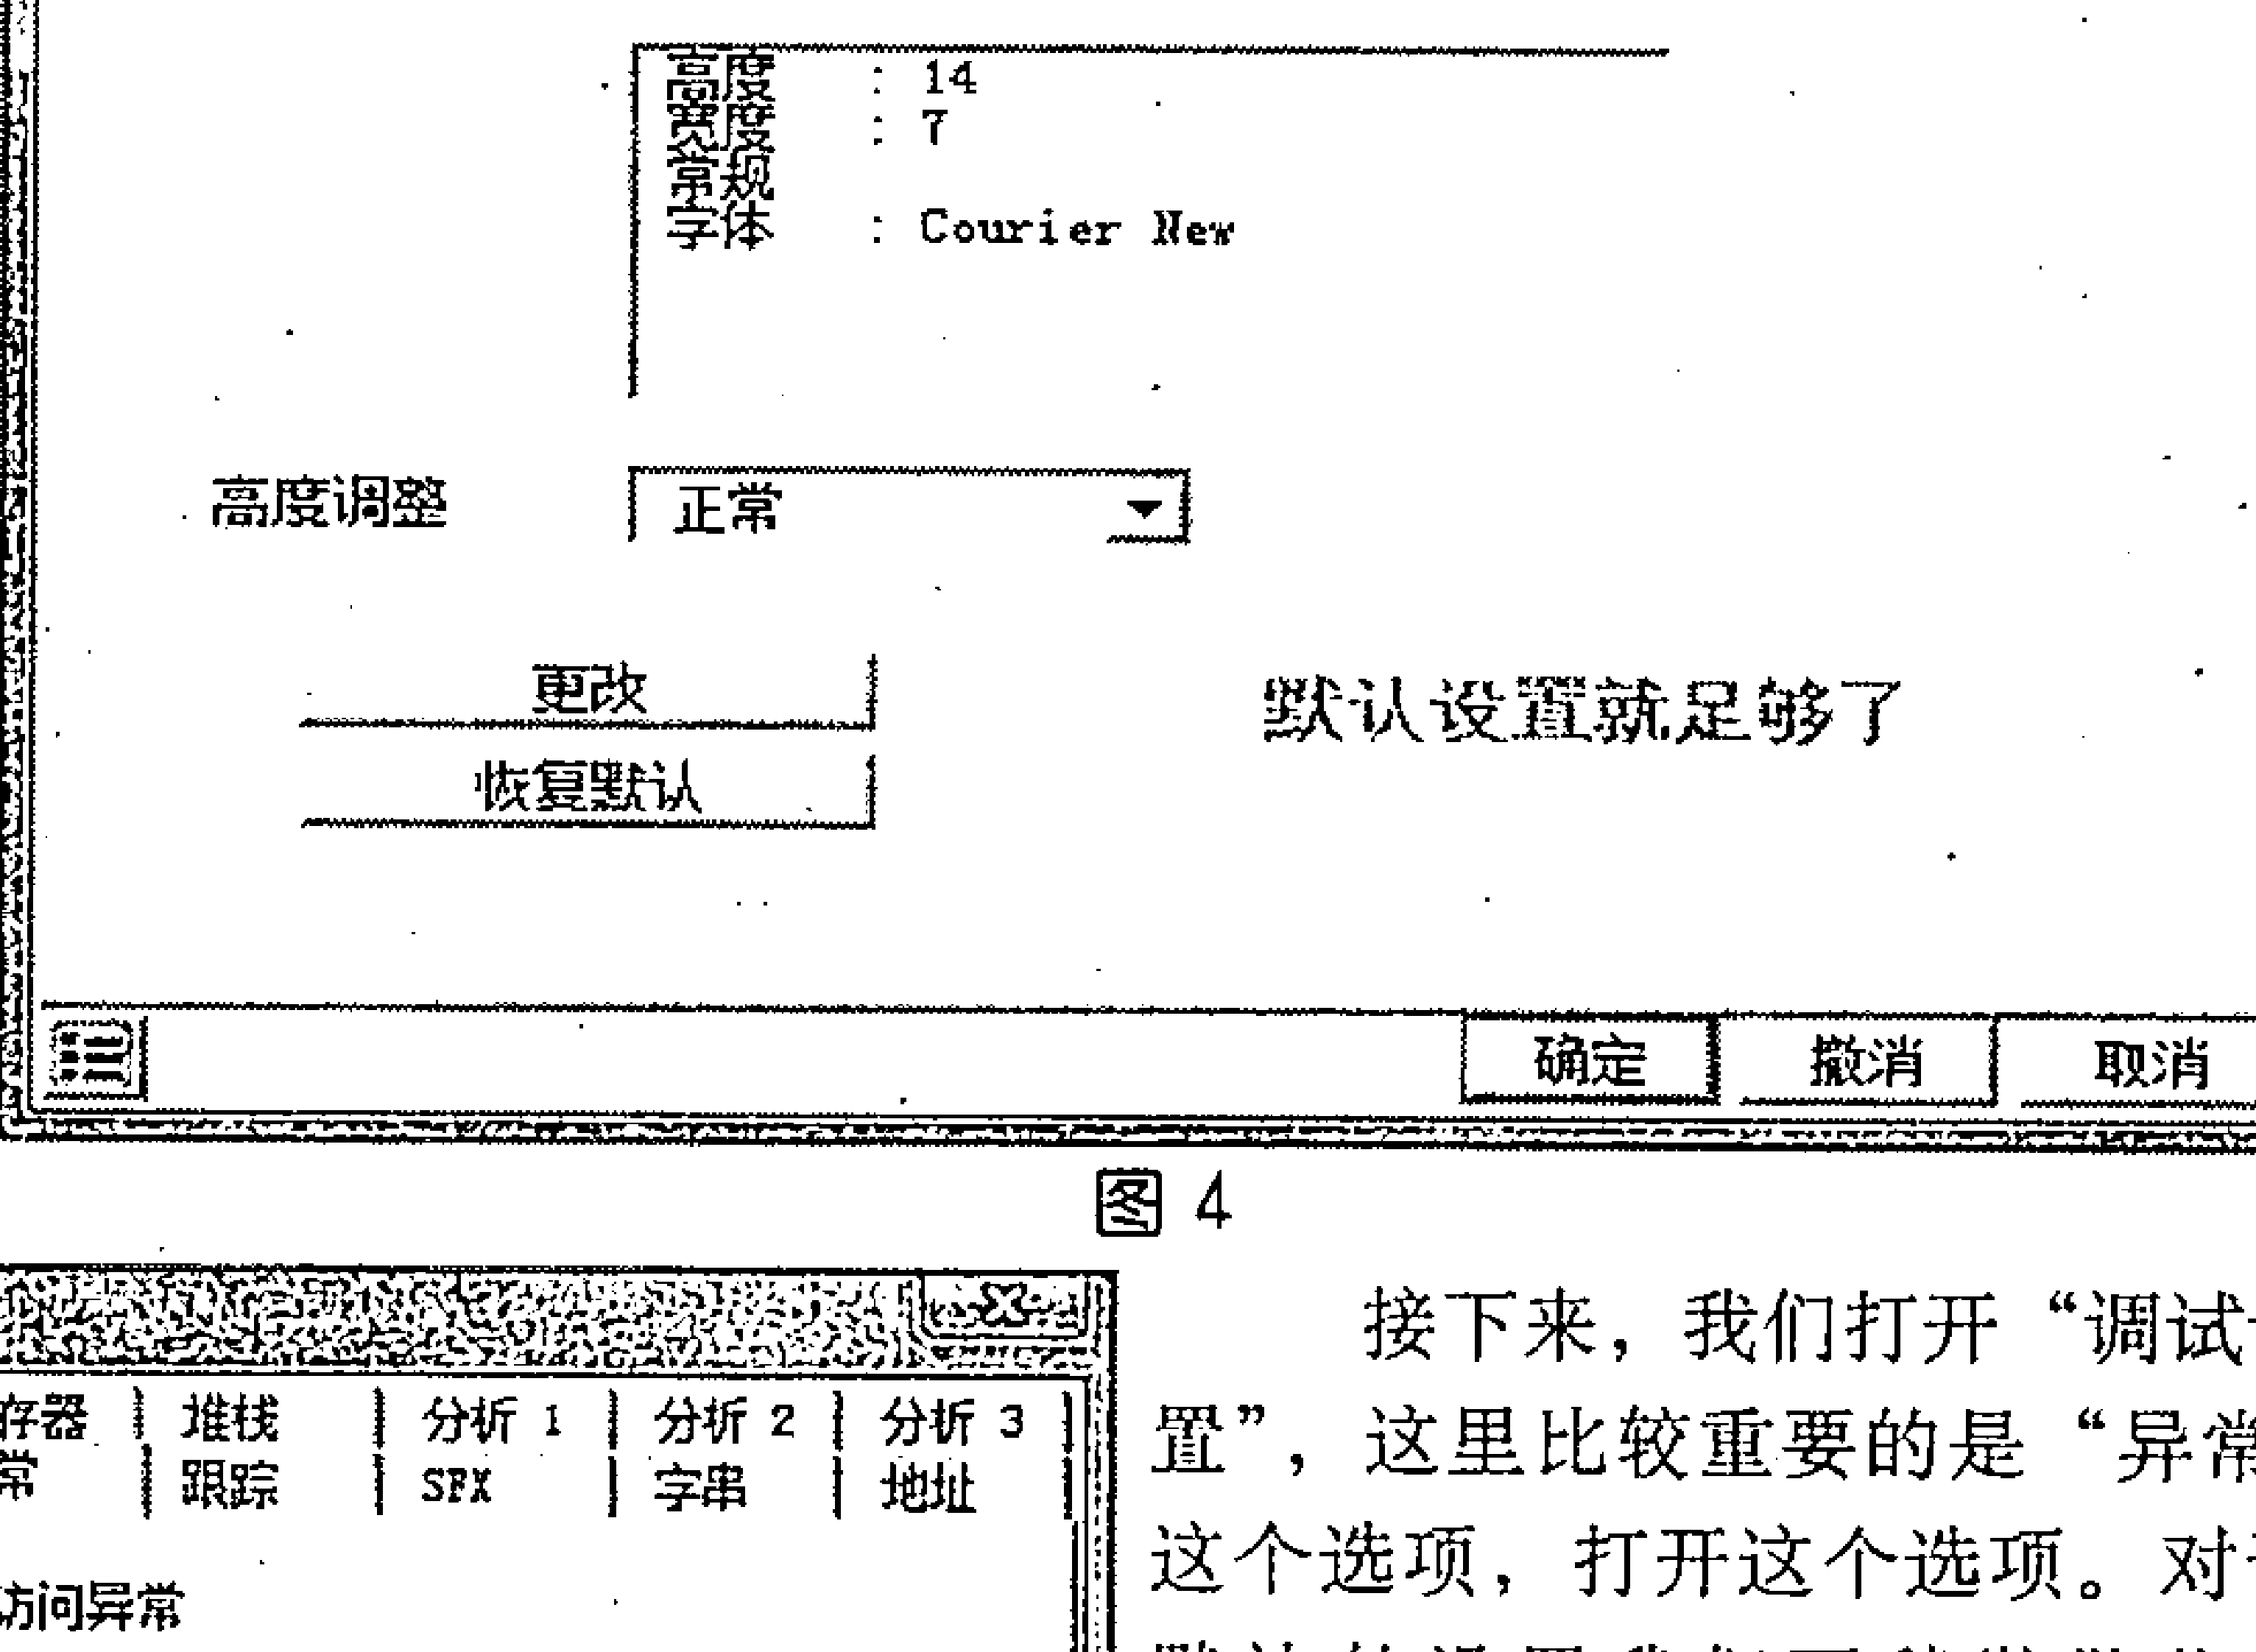 高度 : 14
宽度 : 7
常规
字体 : Courier New
高度调整 正常
更改
默认设置就足够了
恢复默认
确定 撤消 取消
图 4
存器 堆栈 分析 1 分析 2 分析 3
常 跟踪 SFX 字串 地址
访问异常
接下来，我们打开“调试
置”，这里比较重要的是“异常
这个选项，打开这个选项。对